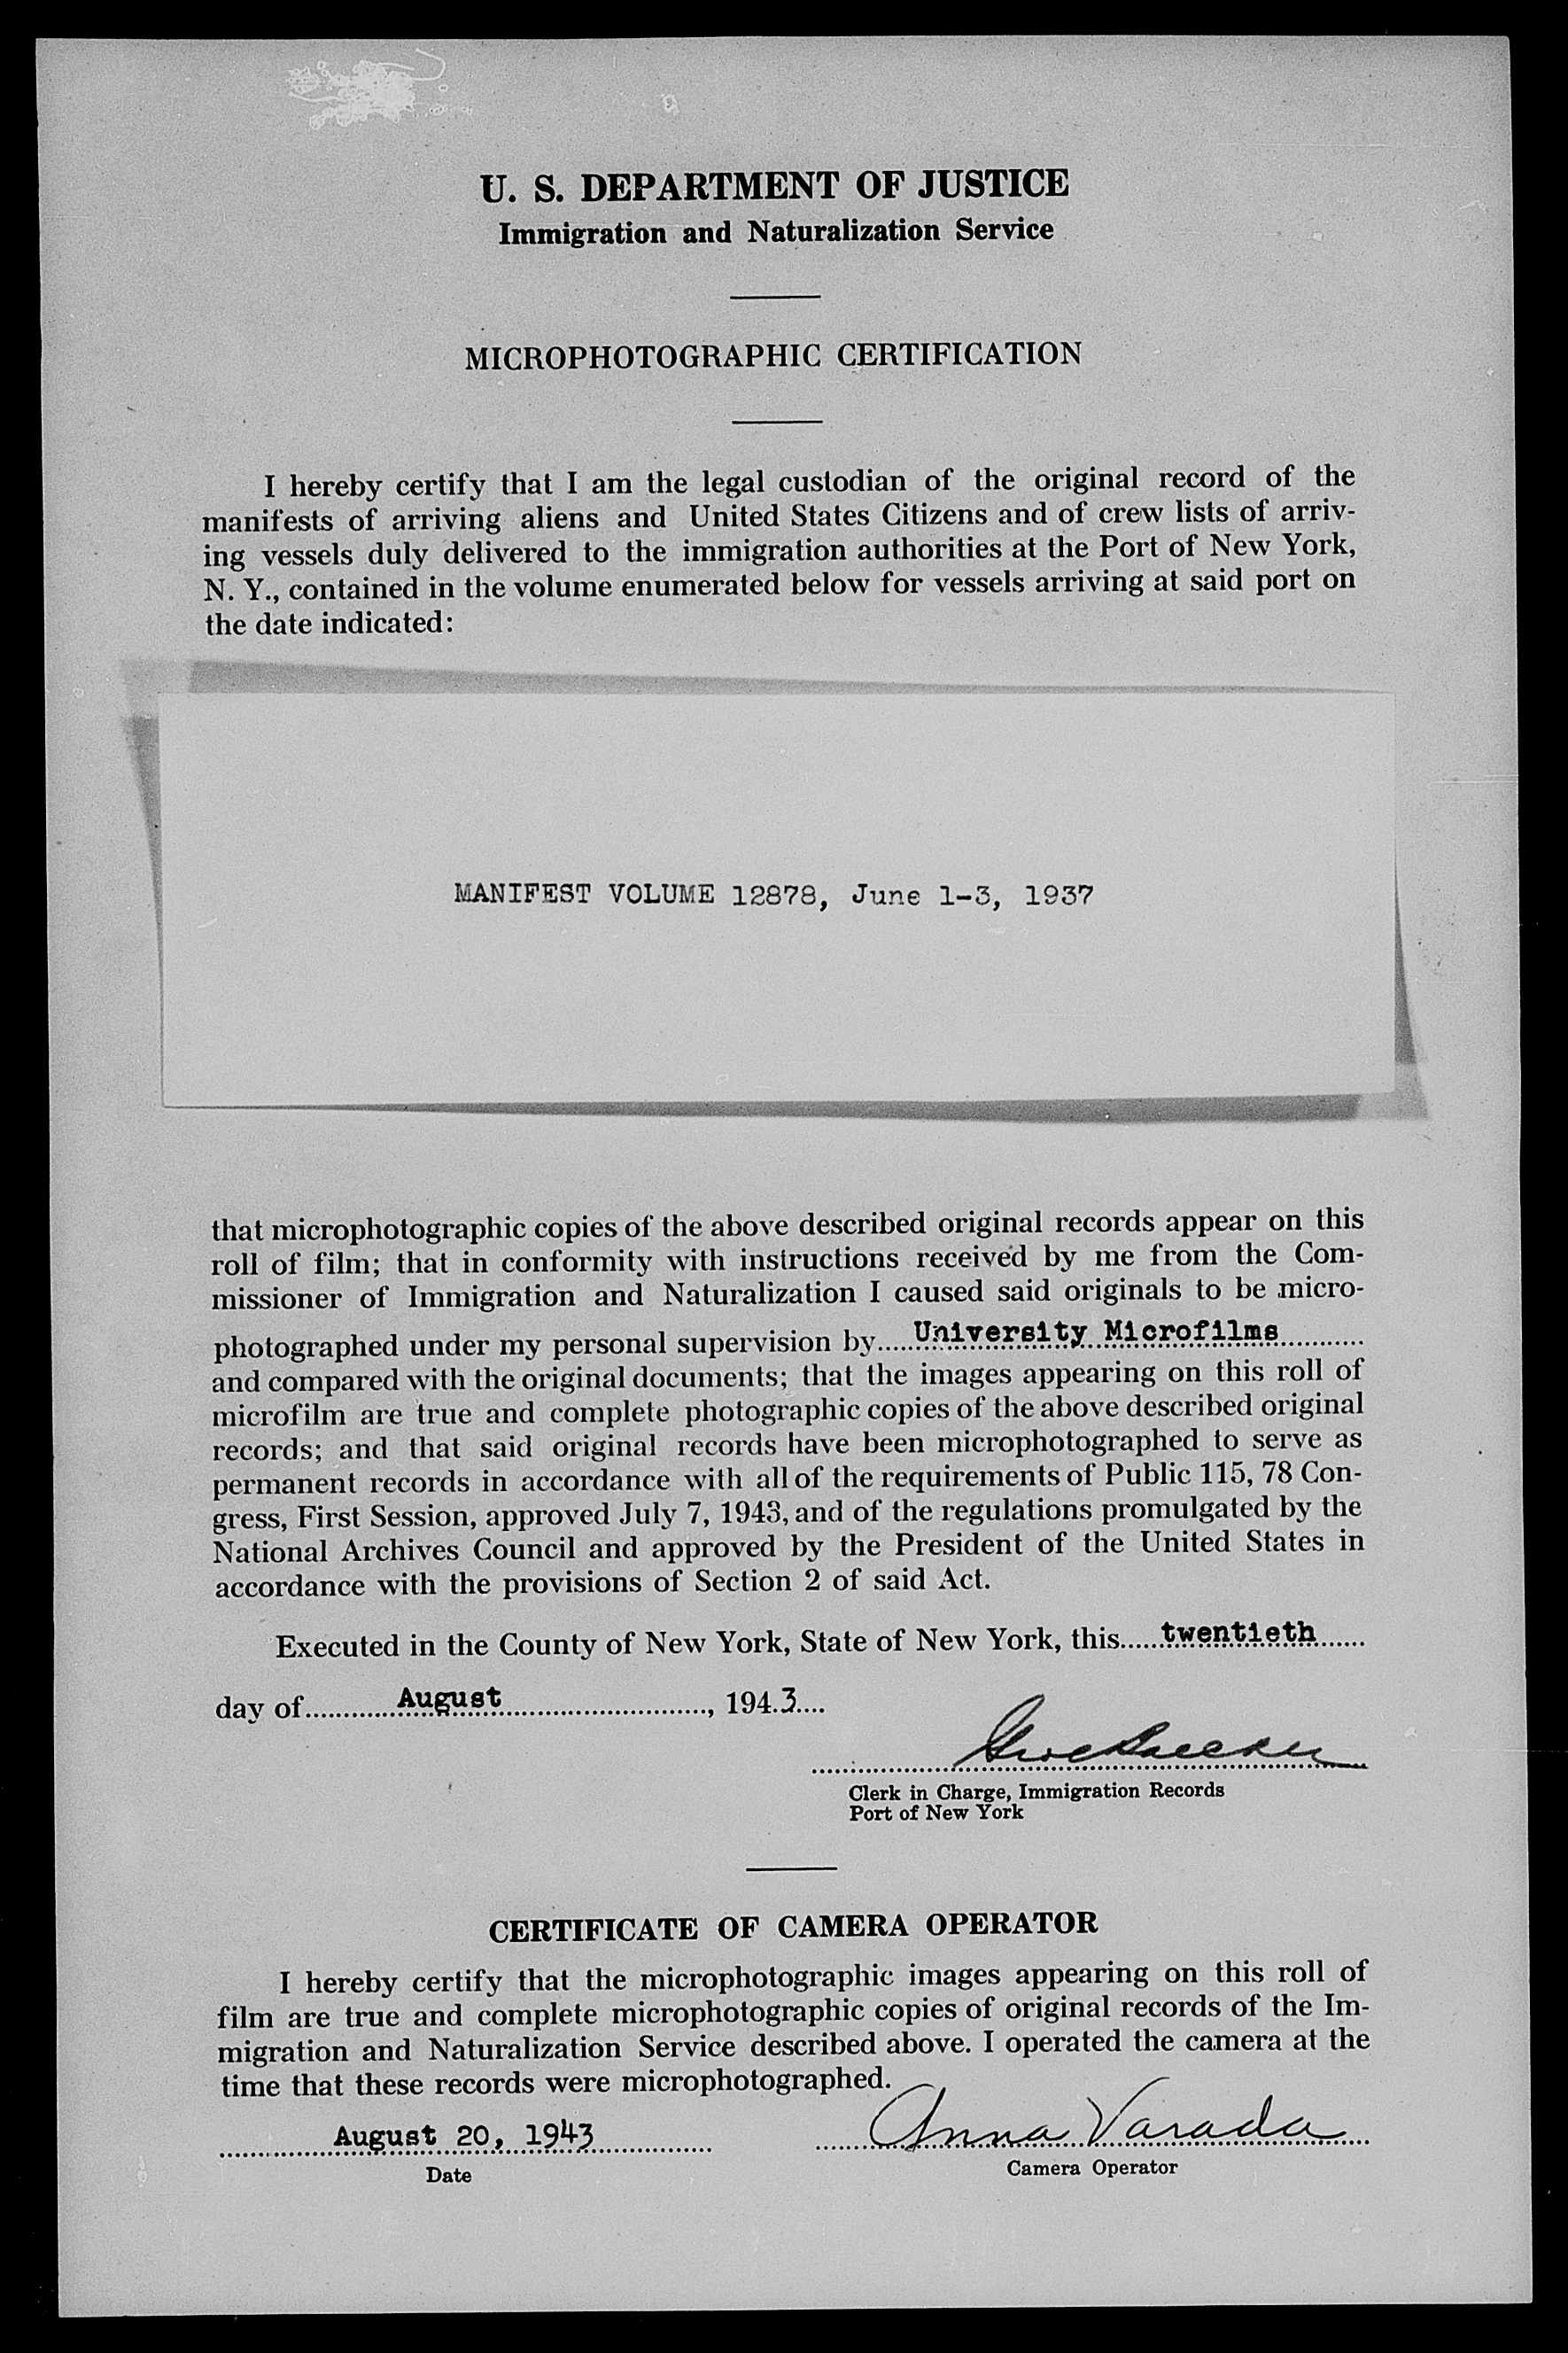 U. S. DEPARTMENT OF JUSTICE
Immigration and Naturalization Service
MICROPHOTOGRAPHIC CERTIFICATION
I hereby certify that I am the legal custodian of the original record of the
manifests of arriving aliens and United States Citizens and of crew lists of arriv-
ing vessels duly delivered to the immigration authorities at the Port of New York,
N. Y., contained in the volume enumerated below for vessels arriving at said port on
the date indicated:
MANIFEST VOLUME 12878, June 1-3, 1937
that microphotographic copies of the above described original records appear on this
roll of film; that in conformity with instructions received by me from the Com-
missioner of Immigration and Naturalization I caused said originals to be micro-
photographed under my personal supervision by University Microfilms
and compared with the original documents; that the images appearing on this roll of
microfilm are true and complete photographic copies of the above described original
records; and that said original records have been microphotographed to serve as
permanent records in accordance with all of the requirements of Public 115, 78 Con-
gress, First Session, approved July 7, 1943, and of the regulations promulgated by the
National Archives Council and approved by the President of the United States in
accordance with the provisions of Section 2 of said Act.
Executed in the County of New York, State of New York, this twentieth
day of August, 1943
Clerk in Charge, Immigration Records
Port of New York
CERTIFICATE OF CAMERA OPERATOR
I hereby certify that the microphotographic images appearing on this roll of
film are true and complete microphotographic copies of original records of the Im-
migration and Naturalization Service described above. I operated the camera at the
time that these records were microphotographed.
August 20, 1943 Anna Varada
Date Camera Operator